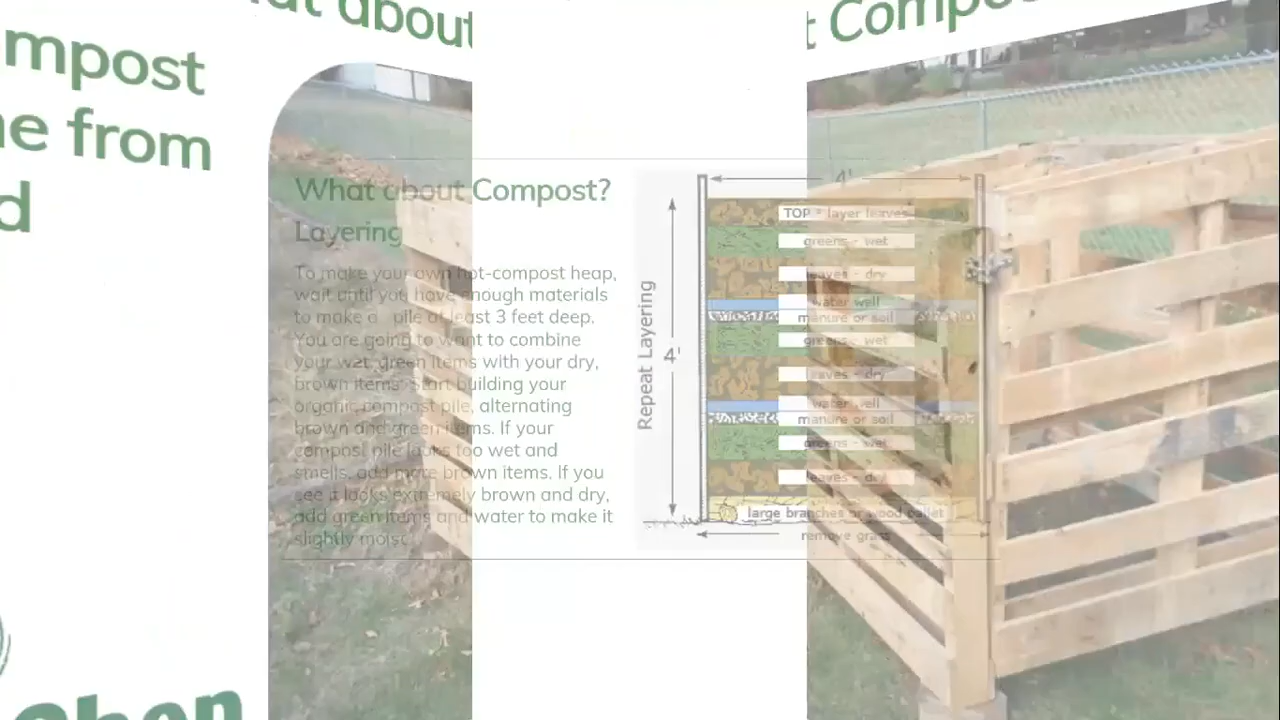 at about
t Compos
mpost
e from
d
What about Compost?
Layering
To make your own hot-compost heap,
wait until you have enough materials
to make a pile at least 3 feet deep.
You are going to want to combine
your wet, green items with your dry,
brown items. Start building your
organic compost pile, alternating
brown and green items. If your
compost pile looks too wet and
smells, add more brown items. If you
see it looks extremely brown and dry,
add green items and water to make it
slightly moist.
4'
Repeat Layering
4'
TOP - layer leaves
greens - wet
leaves - dry
water well
manure or soil
greens - wet
leaves - dry
water well
manure or soil
greens - wet
leaves - dry
large branches or wood pallet
remove grass